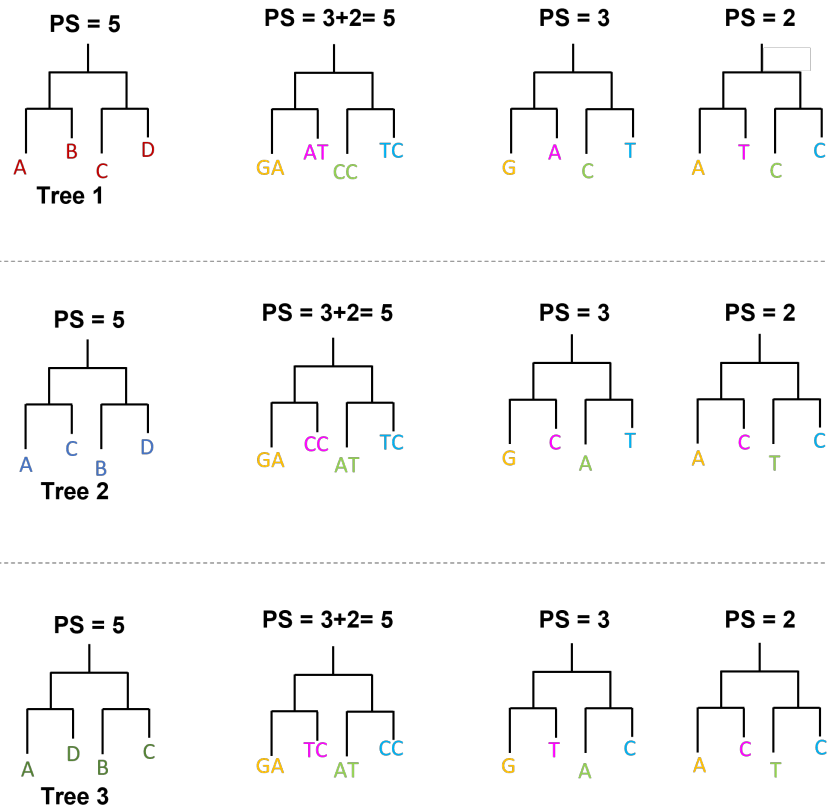 PS = 5 PS = 3+2= 5 PS = 3 PS = 2
A B C D GA AT CC TC G A C T A T C C
Tree 1
PS = 5 PS = 3+2= 5 PS = 3 PS = 2
A C B D GA CC AT TC G C A T A C T C
Tree 2
PS = 5 PS = 3+2= 5 PS = 3 PS = 2
A D B C GA TC AT CC G T A C A C T C
Tree 3